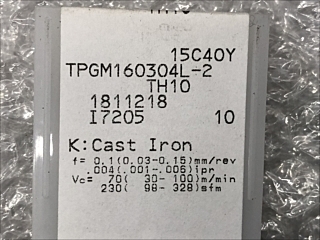 15C40Y
TPGM160304L-2
TH10
1811218
I7205 10
K:Cast Iron
f= 0.1(0.03-0.15)mm/rev
.004(.001-.006)ipr
Vc= 70( 30- 100)m/min
230( 98- 328)sfm